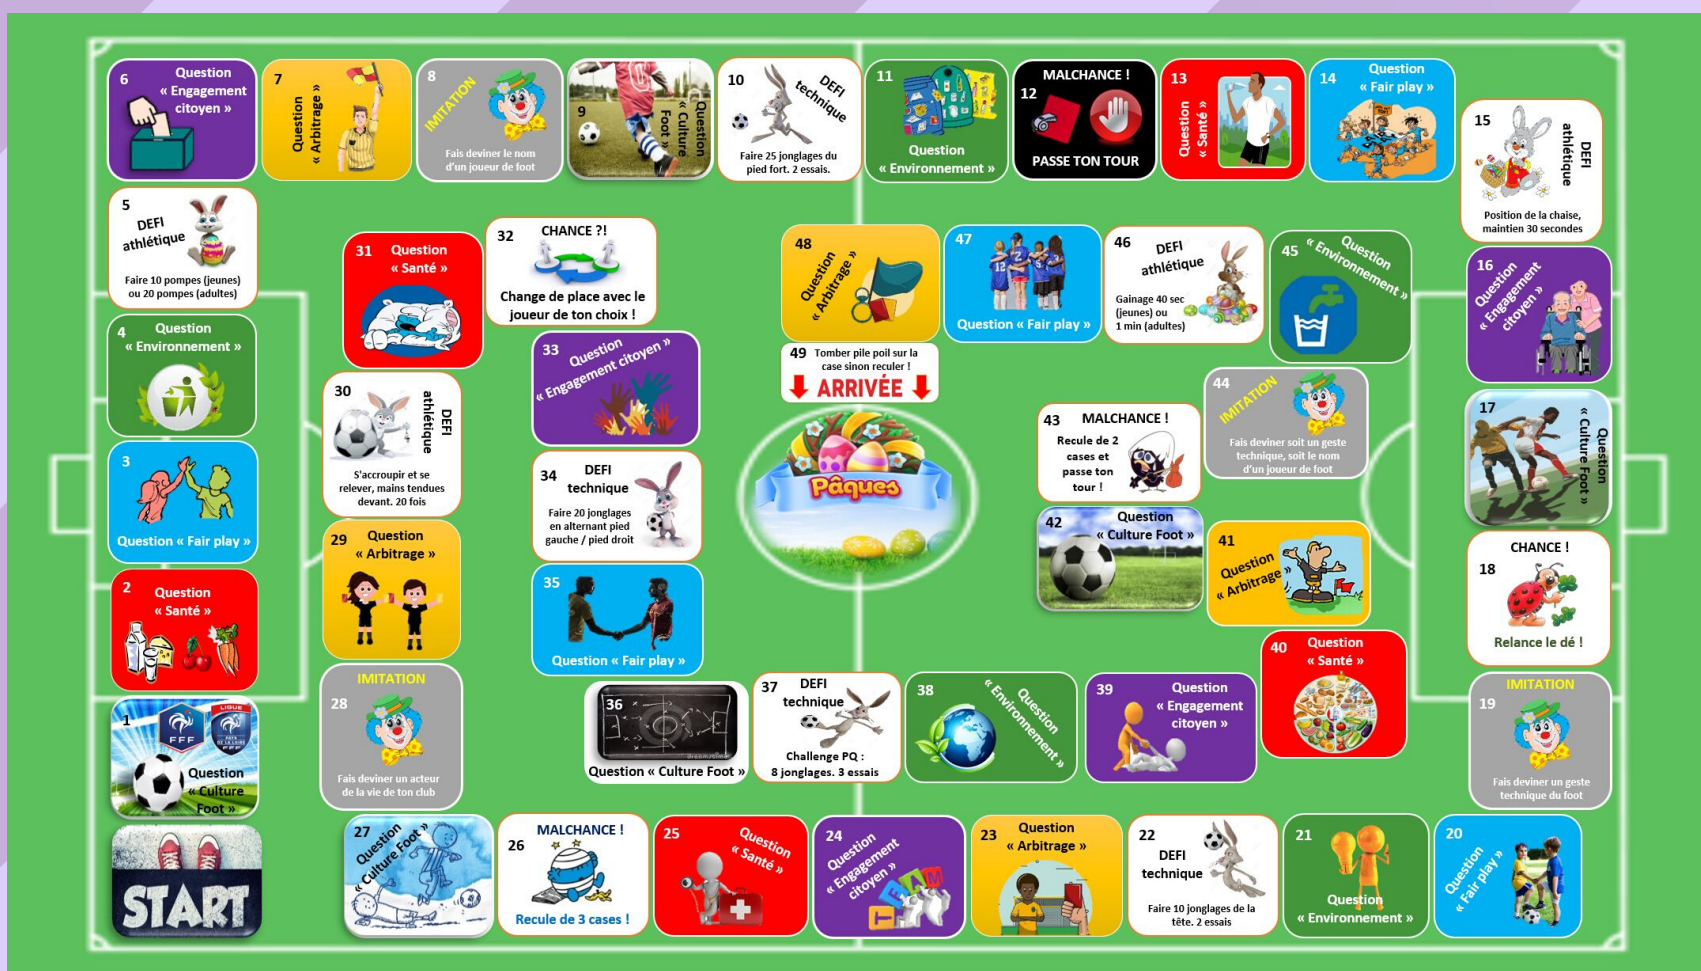 START
1
FFF
LIGUE
PAYS
DE LA LOIRE
FFF
Question
« Culture
Foot »
2
Question
« Santé »
3
Question « Fair play »
4
Question
« Environnement »
5
DEFI
athlétique
Faire 10 pompes (jeunes)
ou 20 pompes (adultes)
6
Question
« Engagement
citoyen »
7
Question
« Arbitrage »
8
IMITATION
Fais deviner le nom
d'un joueur de foot
9
Question
« Culture
Foot »
10
DEFI
technique
Faire 25 jonglages du
pied fort. 2 essais.
11
Question
« Environnement »
MALCHANCE !
12
PASSE TON TOUR
13
Question
« Santé »
14
Question
« Fair play »
15
DEFI
athlétique
Position de la chaise,
maintien 30 secondes
16
Question
« Engagement
citoyen »
17
Question
« Culture Foot »
CHANCE !
18
Relance le dé !
IMITATION
19
Fais deviner un geste
technique du foot
20
Question
« Fair play »
21
Question
« Environnement »
22
DEFI
technique
Faire 10 jonglages de la
tête. 2 essais
23
Question
« Arbitrage »
24
Question
« Engagement
citoyen »
TEAM
25
Question
« Santé »
MALCHANCE !
26
Recule de 3 cases !
27
Question
« Culture Foot »
IMITATION
28
Fais deviner un acteur
de la vie de ton club
29
Question
« Arbitrage »
30
DEFI
athlétique
S'accroupir et se
relever, mains tendues
devant. 20 fois
31
Question
« Santé »
32
CHANCE ?!
Change de place avec le
joueur de ton choix !
33
Question
« Engagement citoyen »
34
DEFI
technique
Faire 20 jonglages
en alternant pied
gauche / pied droit
35
Question « Fair play »
36
Question « Culture Foot »
37
DEFI
technique
Challenge PQ :
8 jonglages. 3 essais
38
Question
« Environnement »
39
Question
« Engagement
citoyen »
40
Question
« Santé »
41
Question
« Arbitrage »
42
Question
« Culture Foot »
43
MALCHANCE !
Recule de 2
cases et
passe ton
tour !
44
IMITATION
Fais deviner soit un geste
technique, soit le nom
d'un joueur de foot
45
Question
« Environnement »
46
DEFI
athlétique
Gainage 40 sec
(jeunes) ou
1 min (adultes)
47
12
2
5
7
Question « Fair play »
48
Question
« Arbitrage »
49
Tomber pile poil sur la
case sinon reculer !
ARRIVÉE
Pâques